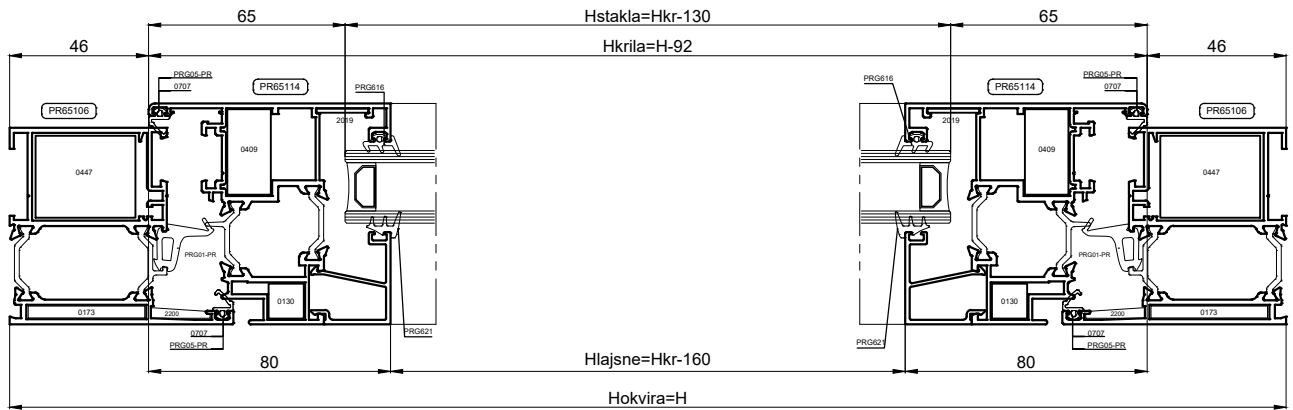 65 Hstakla=Hkr-130 65
46 Hkrila=H-92 46
PRG05-PR PRG05-PR
0707 PR65114 PRG616 PRG616 PR65114 0707
PR65106 PR65106
2019 2019
0409 0409
0447 0447
PRG01-PR PRG01-PR
0130 0130
0173 2200 2200 0173
0707 PRG621 PRG621 0707
PRG05-PR PRG05-PR
80 Hlajsne=Hkr-160 80
Hokvira=H